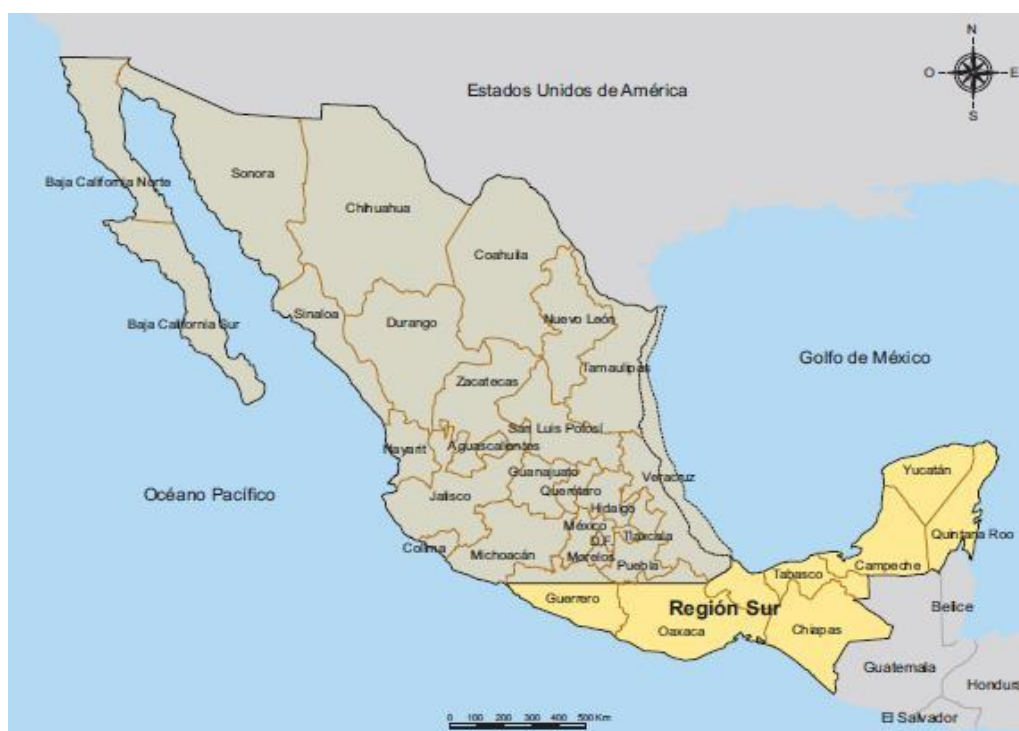 N
Estados Unidos de América
O
E
S
Sonora
Baja California Norte
Chihuahua
Coahuila
Sinaloa
Durango
Nuevo León
Baja California Sur
Golfo de México
Tamaulipas
Zacatecas
San Luis Potosí
Nayarit
Aguascalientes
Guanajuato
Veracruz
Yucatán
Océano Pacífico
Jalisco
Querétaro
Hidalgo
México
Quintana Roo
D.F.
Tlaxcala
Colima
Michoacán
Morelos
Puebla
Campeche
Tabasco
Guerrero
Región Sur
Belice
Oaxaca
Chiapas
Guatemala
Hondur
El Salvador
0 100 200 300 400 500 Km